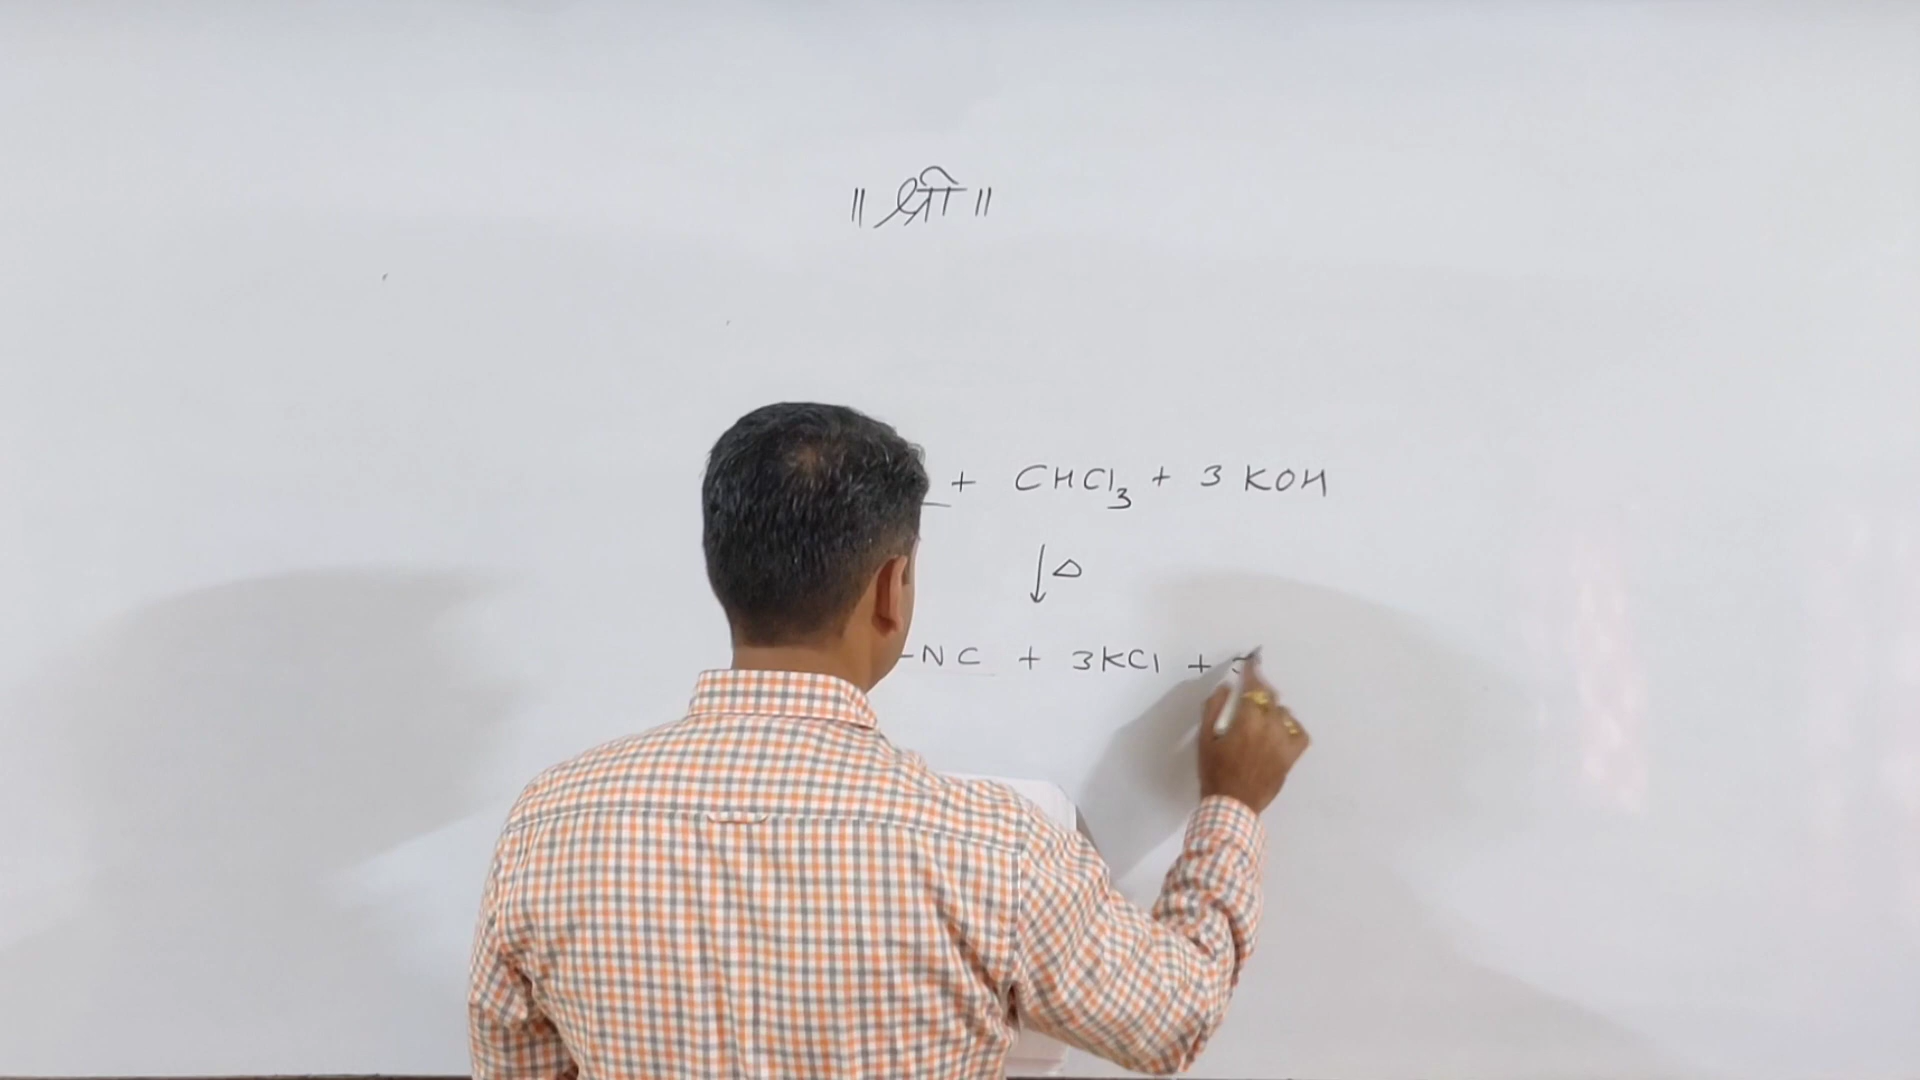 ॥ श्री ॥
+ CHCl₃ + 3 KOH
↓Δ
-NC + 3KCl +